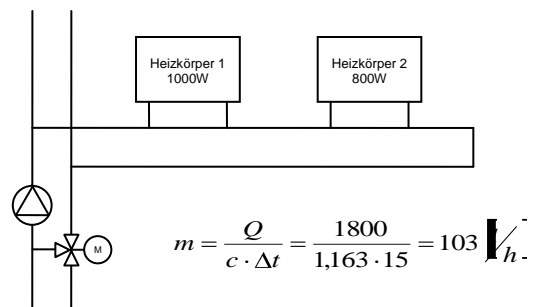 Heizkörper 1
1000W
Heizkörper 2
800W
M
m = Q / (c · Δt) = 1800 / (1,163 · 15) = 103 /h